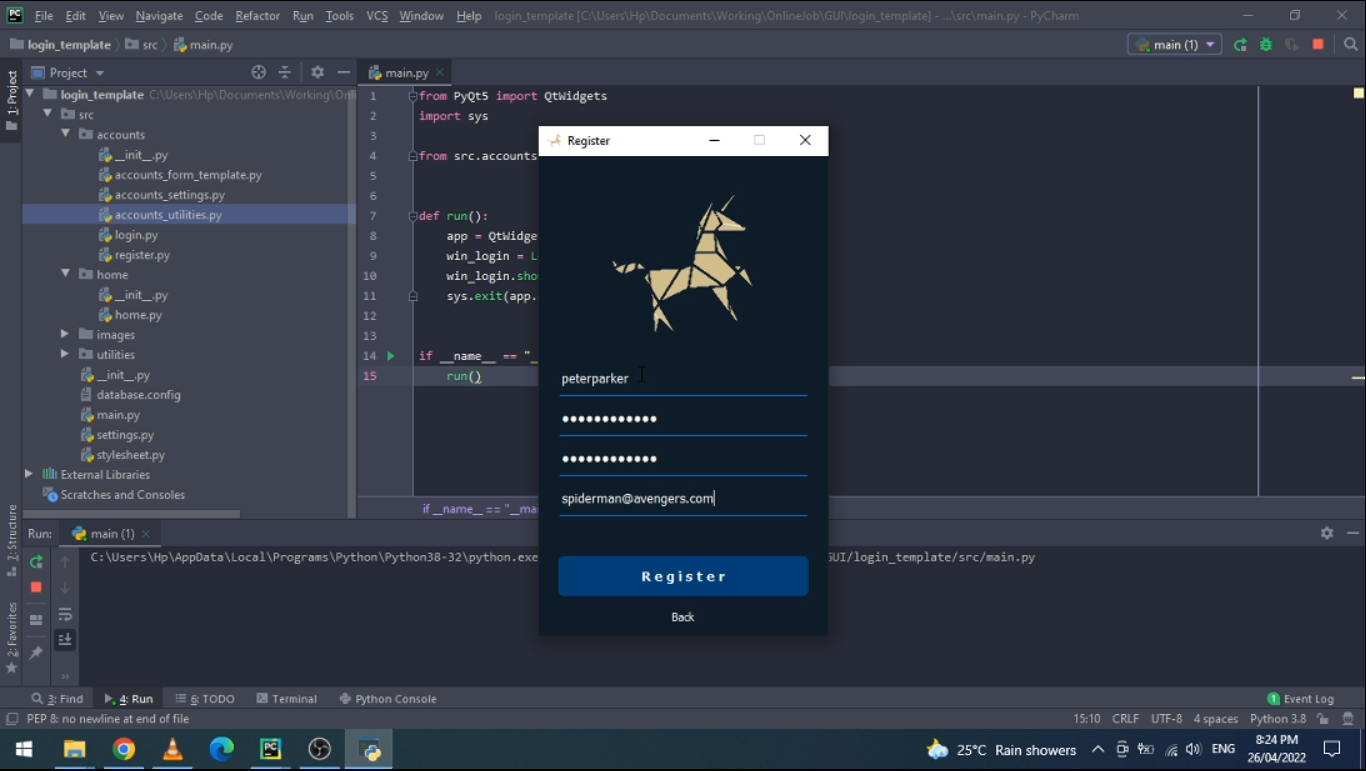 File Edit View Navigate Code Refactor Run Tools VCS Window Help login_template [C:\Users\Hp\Documents\Working\OnlineJob\GUI\login_template] - ...\src\main.py - PyCharm
login_template src main.py main (1)
1: Project
Project
main.py
login_template C:\Users\Hp\Documents\Working\Onli
src
accounts
__init__.py
accounts_form_template.py
accounts_settings.py
accounts_utilities.py
login.py
register.py
home
__init__.py
home.py
images
utilities
__init__.py
database.config
main.py
settings.py
stylesheet.py
External Libraries
Scratches and Consoles
1 from PyQt5 import QtWidgets
2 import sys
3
4 from src.accounts
5
6
7 def run():
8 app = QtWidge
9 win_login = L
10 win_login.sho
11 sys.exit(app.
12
13
14 if __name__ == "_
15 run()
if __name__ == "__mai
Register
peterparker
●●●●●●●●●●●●
●●●●●●●●●●●●
spiderman@avengers.com
Register
Back
Z: Structure
2: Favorites
Run: main (1)
C:\Users\Hp\AppData\Local\Programs\Python\Python38-32\python.exe GUI/login_template/src/main.py
3: Find 4: Run 6: TODO Terminal Python Console 1 Event Log
PEP 8: no newline at end of file 15:10 CRLF UTF-8 4 spaces Python 3.8
25°C Rain showers ENG 8:24 PM
26/04/2022